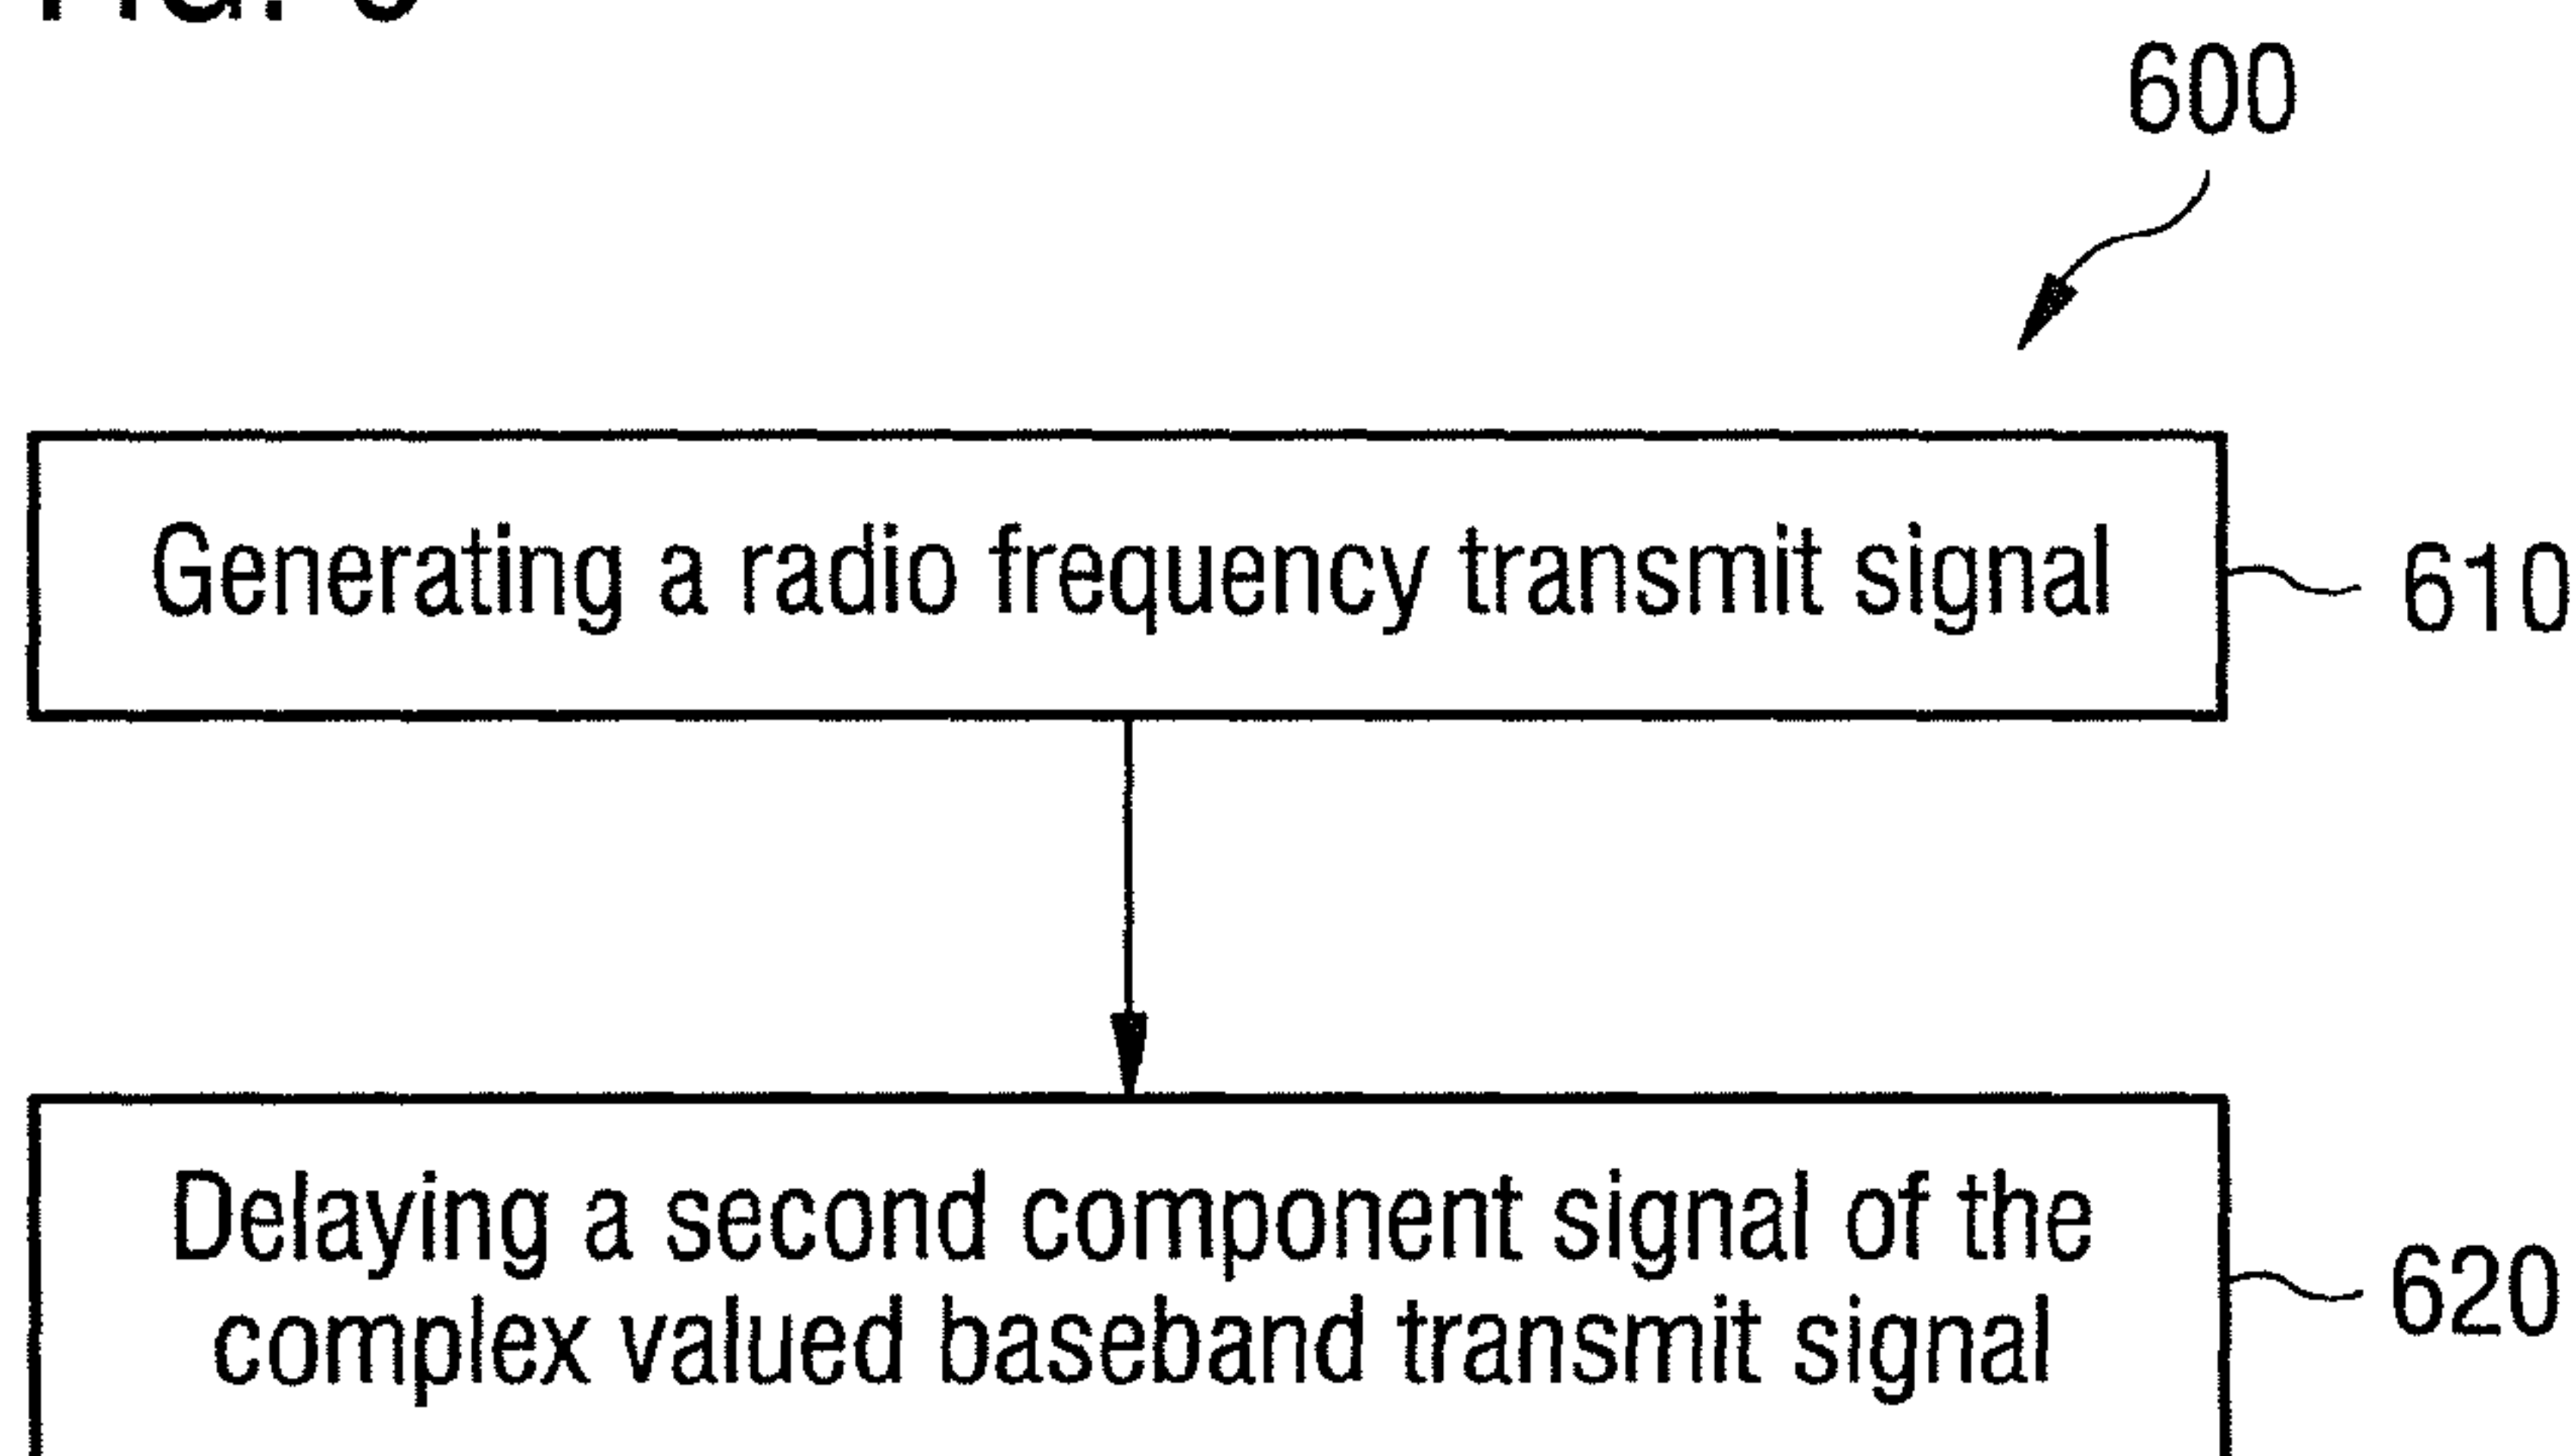 600
Generating a radio frequency transmit signal
610
Delaying a second component signal of the
complex valued baseband transmit signal
620